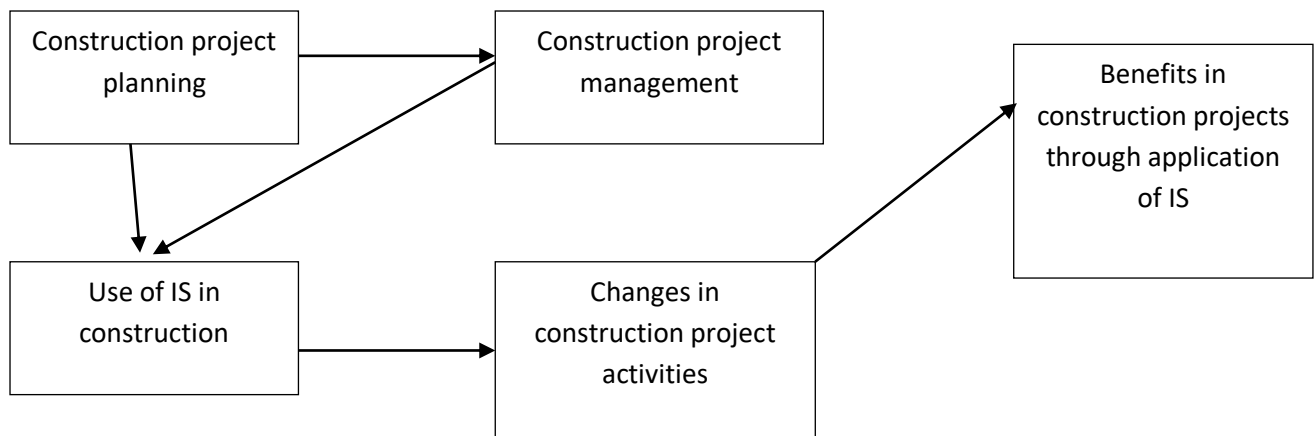 Construction project
planning
Construction project
management
Benefits in
construction projects
through application
of IS
Use of IS in
construction
Changes in
construction project
activities